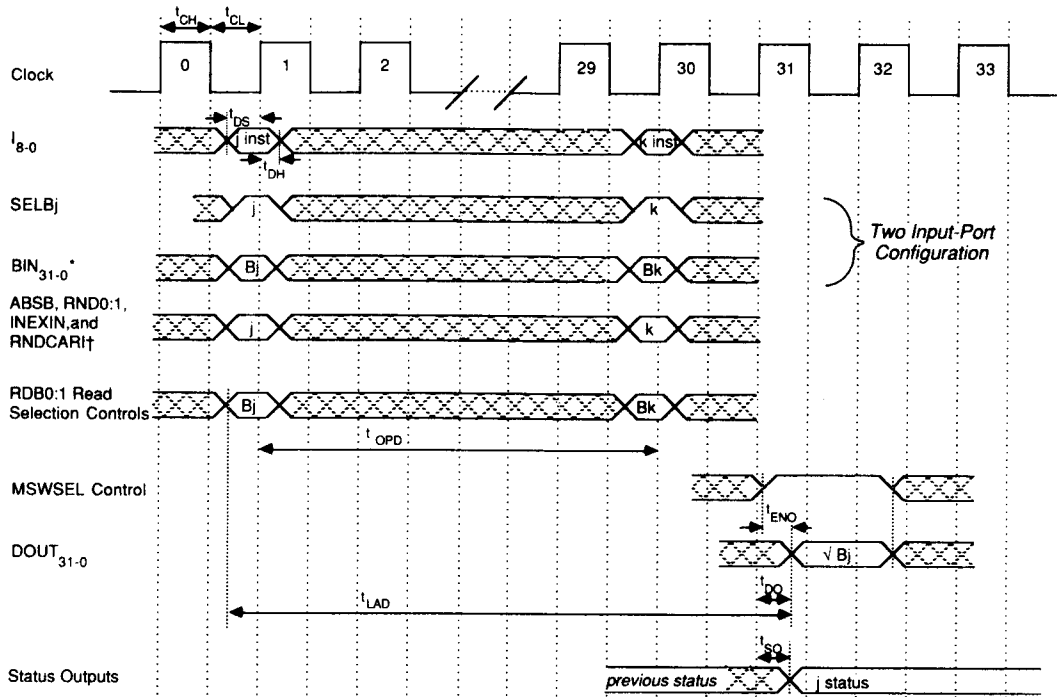 tCH tCL
Clock 0 1 2 29 30 31 32 33
tDS
I8-0 j inst k inst
tDH
SELBj j k
Two Input-Port
Configuration
BIN31-0* Bj Bk
ABSB, RND0:1,
INEXIN,and
RNDCARI† j k
RDB0:1 Read
Selection Controls Bj Bk
tOPD
MSWSEL Control
tENO
DOUT31-0 √ Bj
tDO
tLAD
tSO
Status Outputs previous status j status